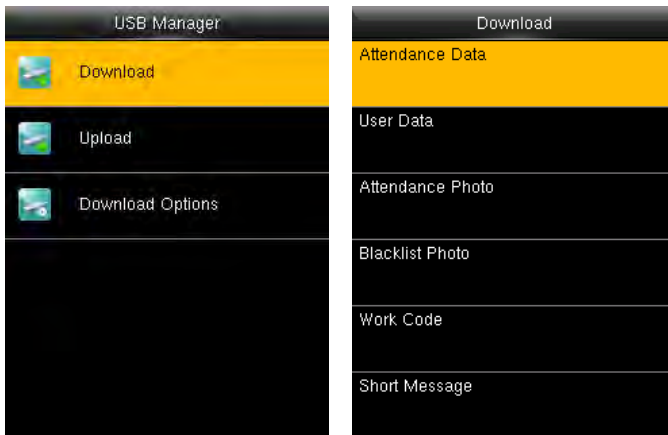 USB Manager
Download
Upload
Download Options
Download
Attendance Data
User Data
Attendance Photo
Blacklist Photo
Work Code
Short Message